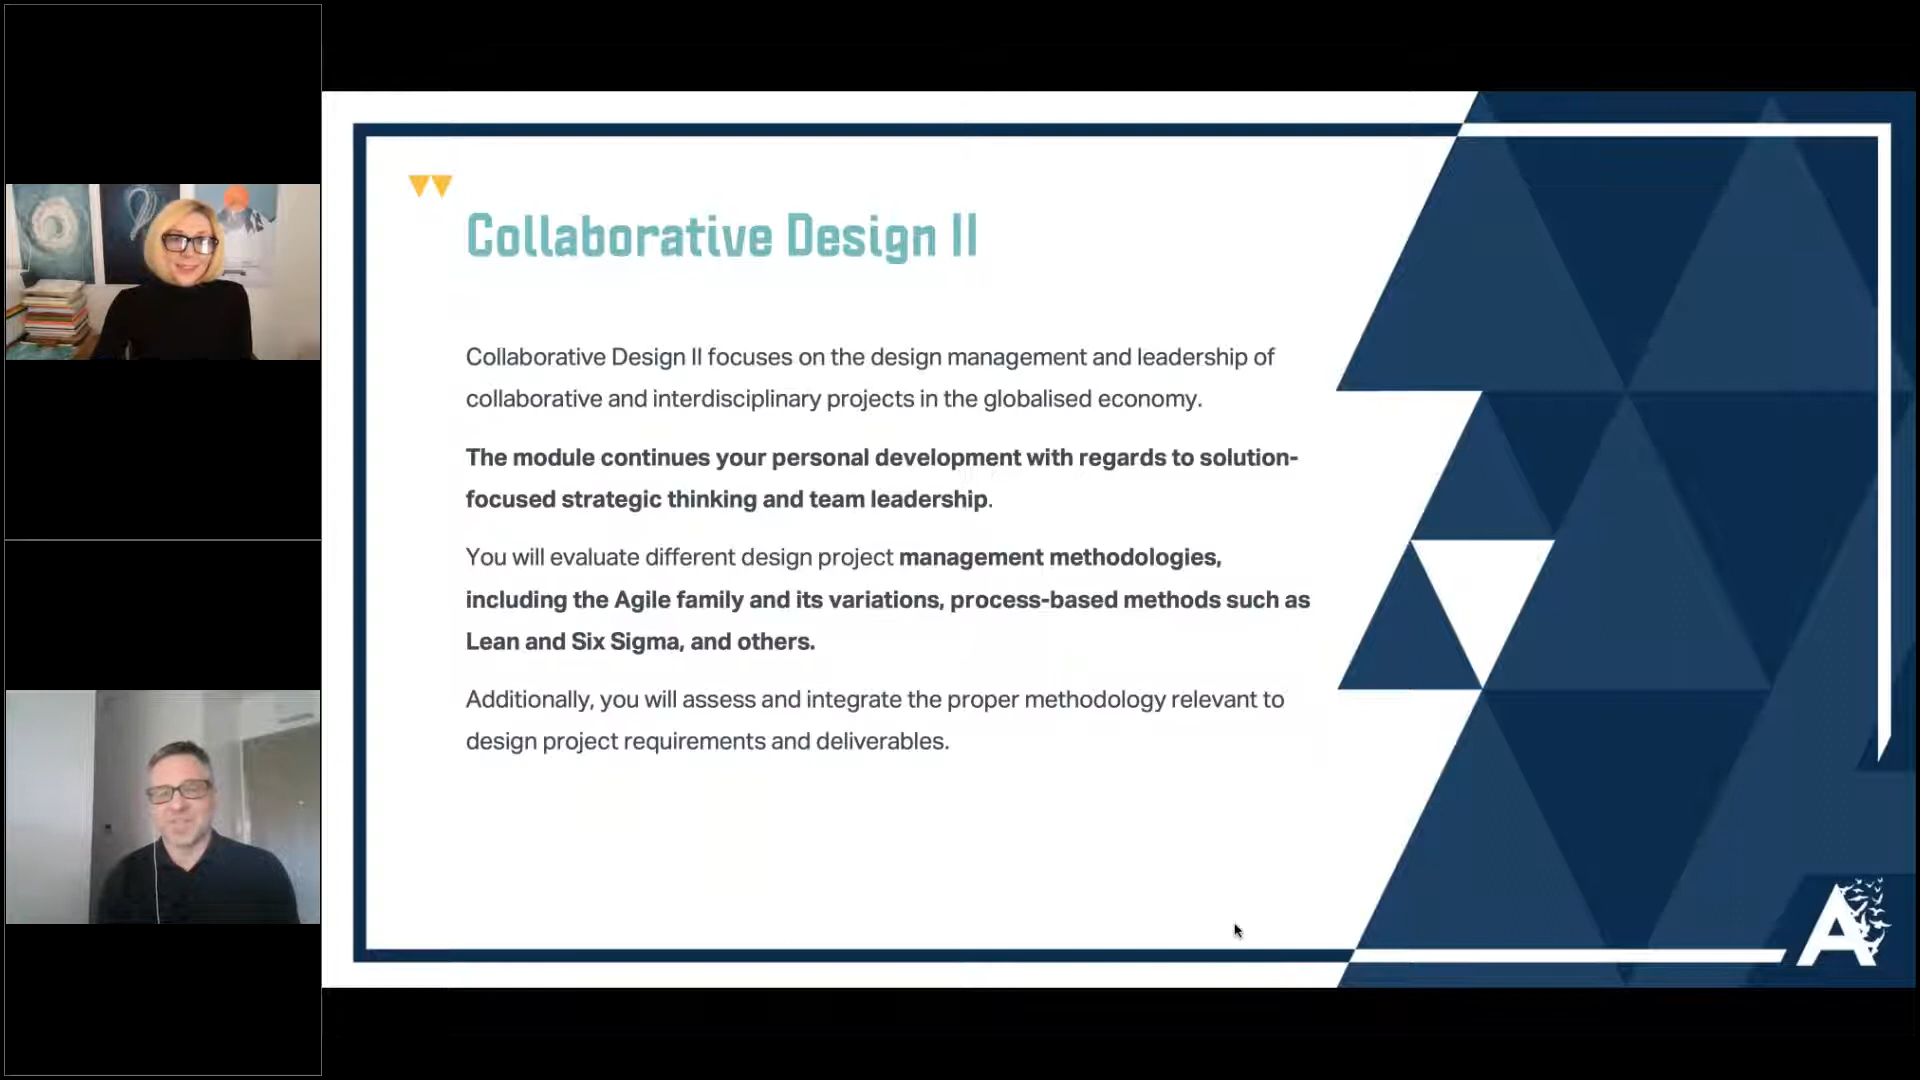 Collaborative Design II
Collaborative Design II focuses on the design management and leadership of
collaborative and interdisciplinary projects in the globalised economy.
The module continues your personal development with regards to solution-
focused strategic thinking and team leadership.
You will evaluate different design project management methodologies,
including the Agile family and its variations, process-based methods such as
Lean and Six Sigma, and others.
Additionally, you will assess and integrate the proper methodology relevant to
design project requirements and deliverables.
A